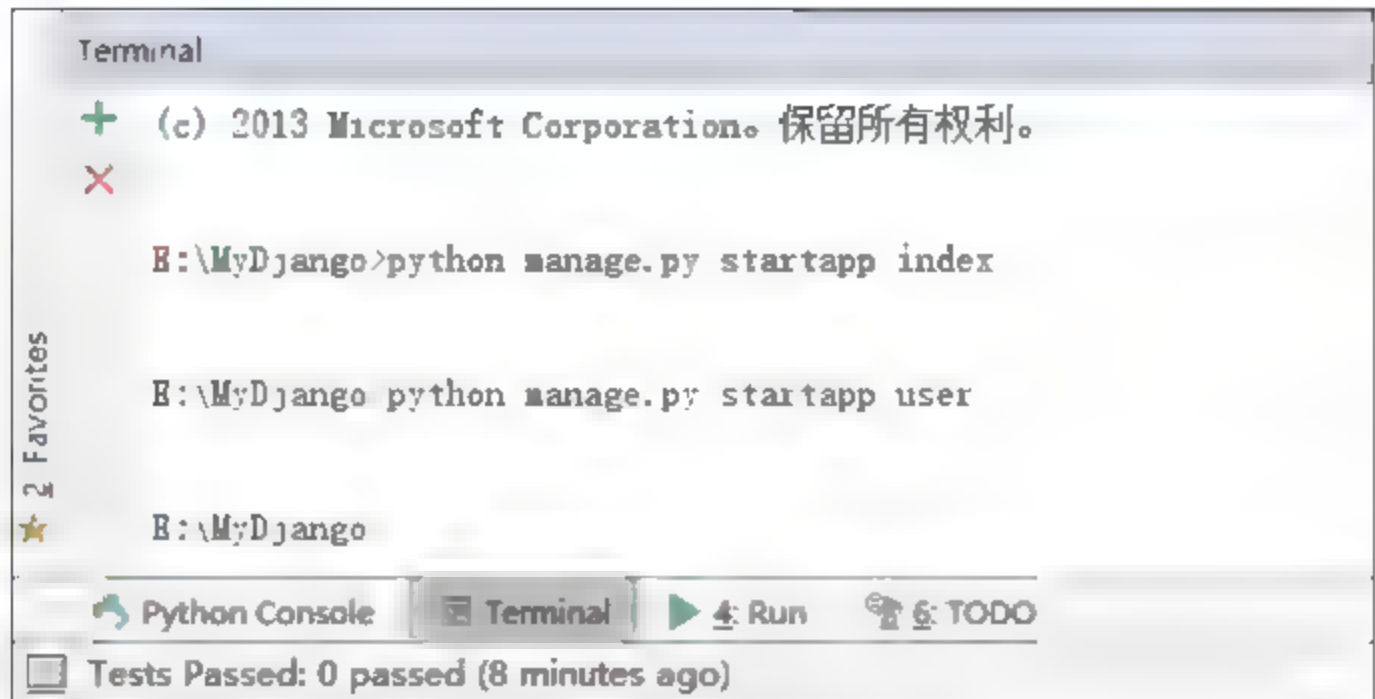 Terminal
(c) 2013 Microsoft Corporation。保留所有权利。
E:\MyDjango>python manage.py startapp index
E:\MyDjango python manage.py startapp user
E:\MyDjango
2 Favorites
Python Console Terminal 4: Run 6: TODO
Tests Passed: 0 passed (8 minutes ago)